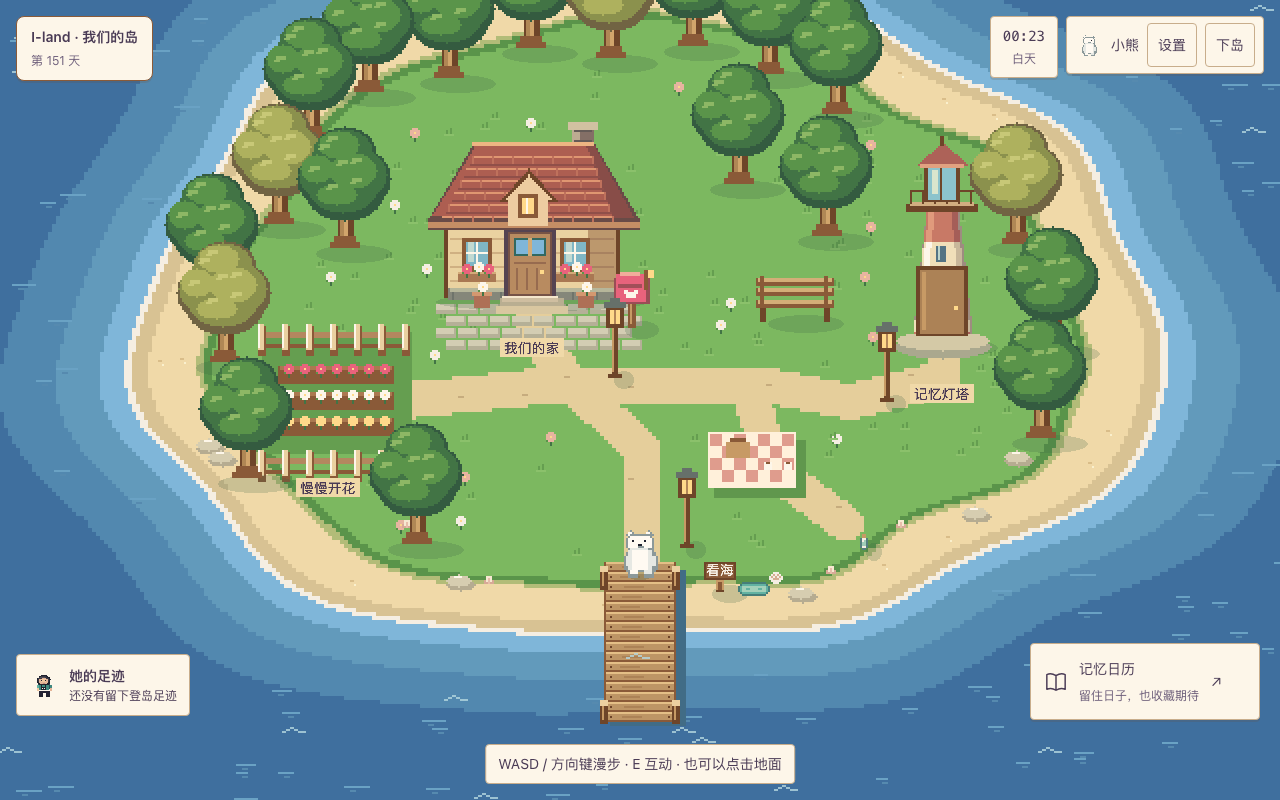 I-land · 我们的岛
第 151 天
00:23
白天
小熊
设置
下岛
我们的家
记忆灯塔
慢慢开花
看海
她的足迹
还没有留下登岛足迹
记忆日历
留住日子，也收藏期待
WASD / 方向键漫步 · E 互动 · 也可以点击地面